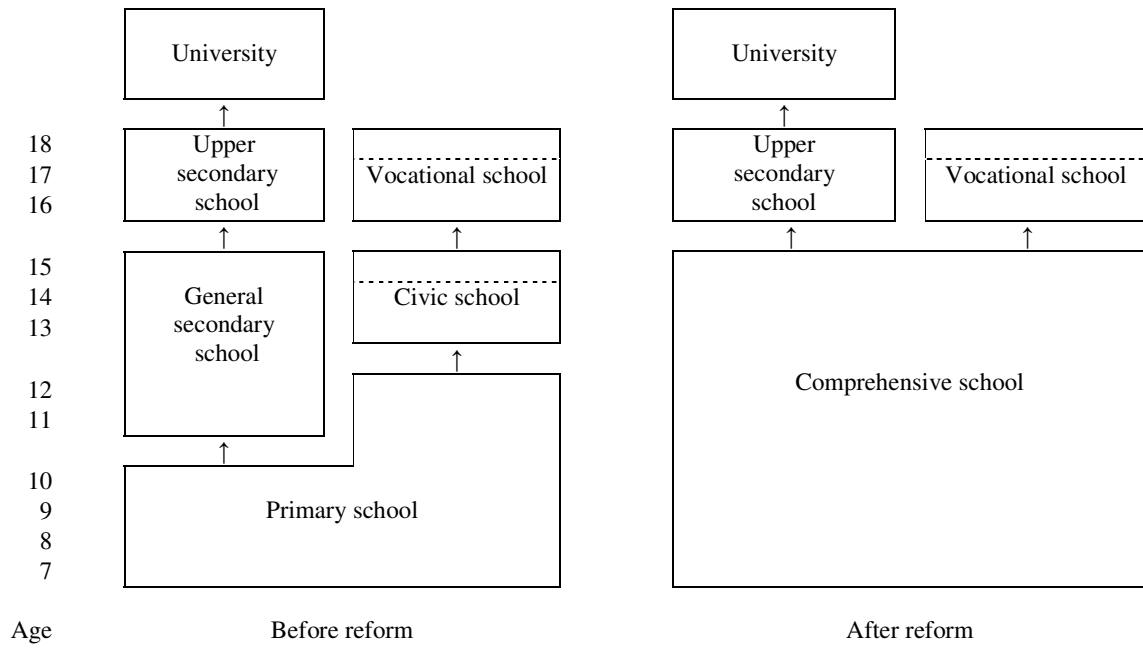 University
University
18
Upper
secondary
school
Vocational school
Upper
secondary
school
Vocational school
17
16
15
General
secondary
school
Civic school
14
13
12
Comprehensive school
11
10
Primary school
9
8
7
Age
Before reform
After reform